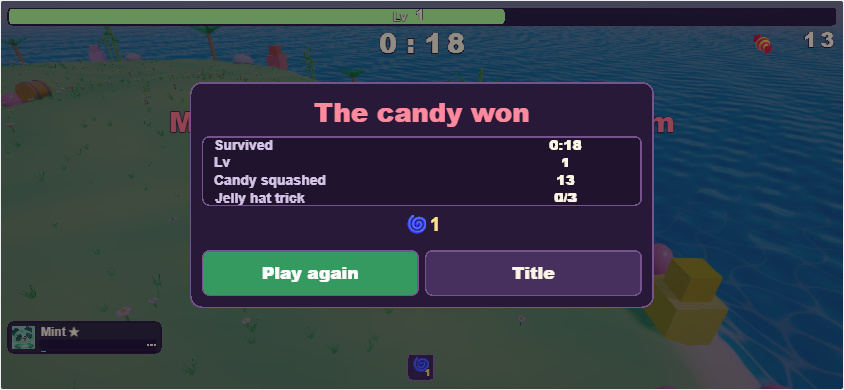 Lv 1
0:18
13
The candy won
Survived 0:18
Lv 1
Candy squashed 13
Jelly hat trick 0/3
1
Play again Title
Mint ★
...
1